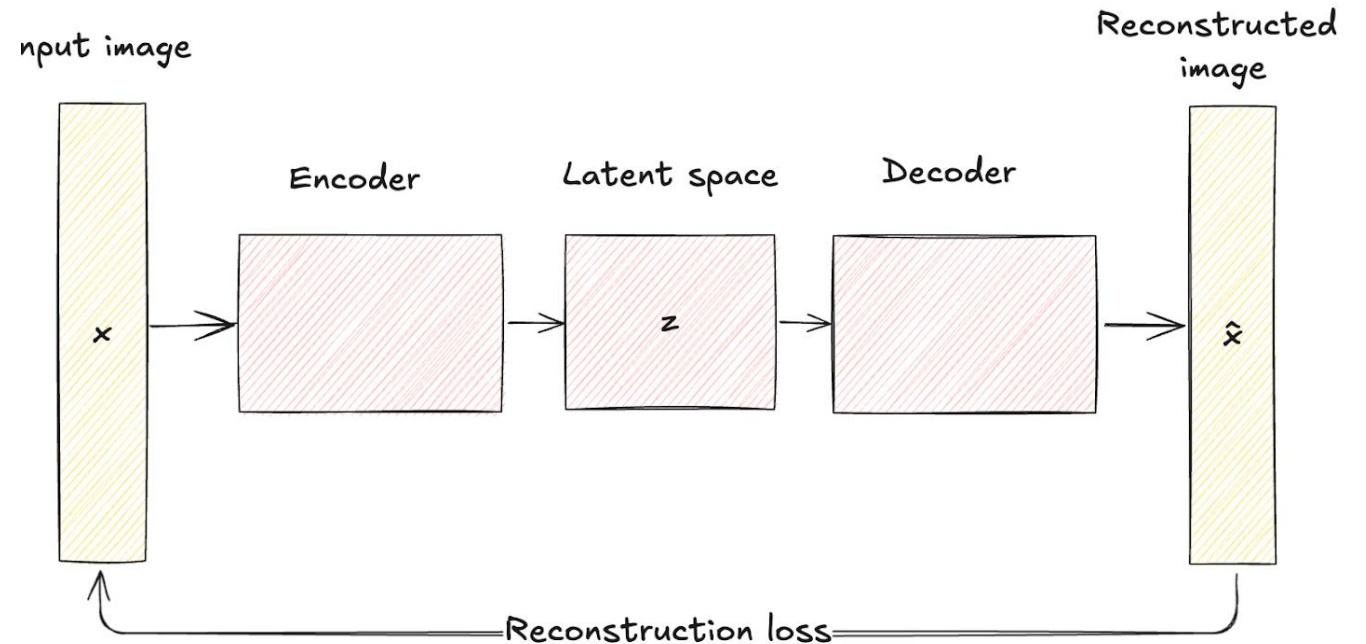 nput image
Reconstructed
image
Encoder
Latent space
Decoder
x
z
x̂
Reconstruction loss